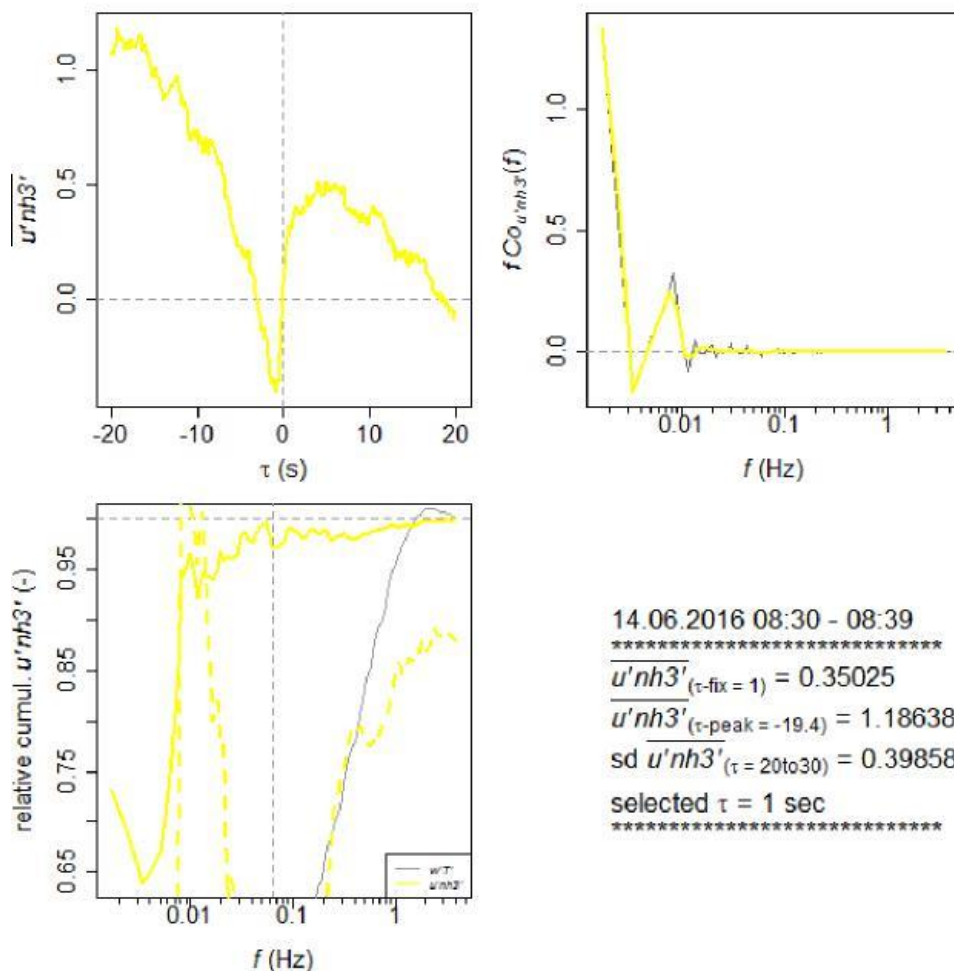 u'nh3'
1.0
0.5
0.0
-20 -10 0 10 20
τ (s)
fCo_{u'nh3'}(f)
1.0
0.5
0.0
0.01 0.1 1
f (Hz)
relative cumul. u'nh3' (-)
0.95
0.85
0.75
0.65
0.01 0.1 1
f (Hz)
w'T'
u'nh3'
14.06.2016 08:30 - 08:39
*****************************
u'nh3'(τ-fix = 1) = 0.35025
u'nh3'(τ-peak = -19.4) = 1.18638
sd u'nh3'(τ = 20to30) = 0.39858
selected τ = 1 sec
*****************************